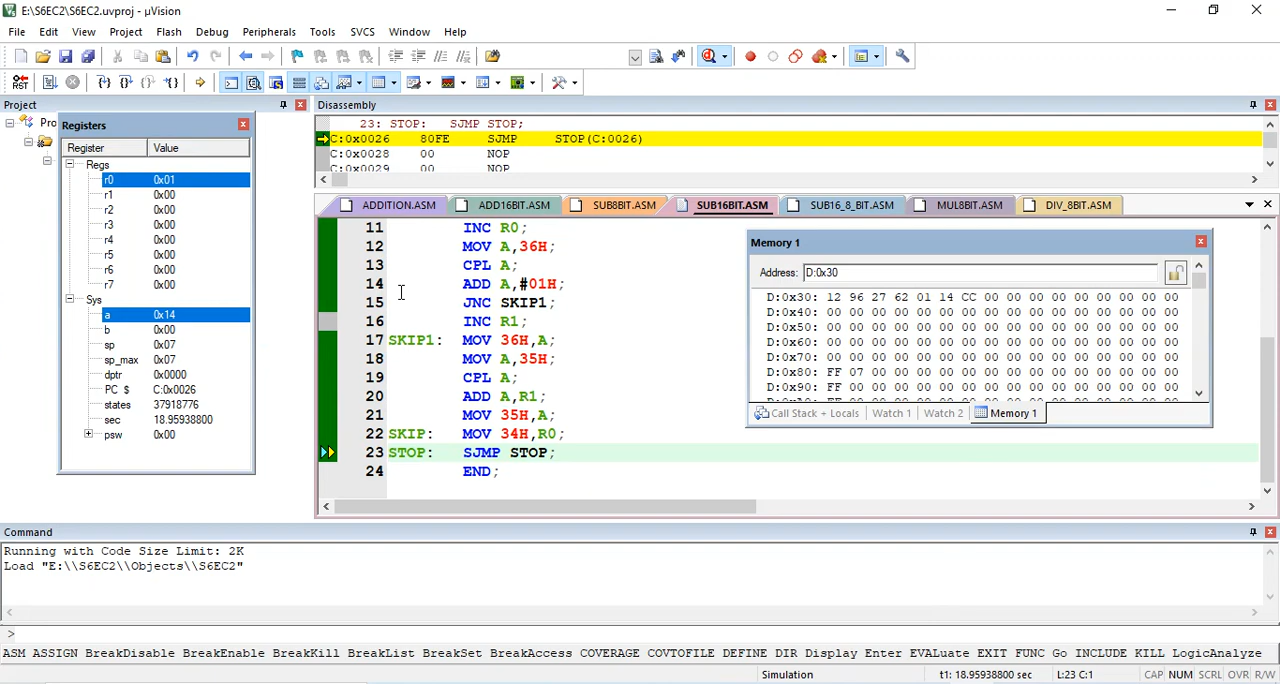 E:\S6EC2\S6EC2.uvproj - µVision
File Edit View Project Flash Debug Peripherals Tools SVCS Window Help
Project
Registers
Register Value
Regs
r0 0x01
r1 0x00
r2 0x00
r3 0x00
r4 0x00
r5 0x00
r6 0x00
r7 0x00
Sys
a 0x14
b 0x00
sp 0x07
sp_max 0x07
dptr 0x0000
PC $ C:0x0026
states 37918776
sec 18.95938800
psw 0x00
Disassembly
23: STOP: SJMP STOP;
C:0x0026 80FE SJMP STOP(C:0026)
C:0x0028 00 NOP
C:0x0029 00 NOP
ADDITION.ASM ADD16BIT.ASM SUB8BIT.ASM SUB16BIT.ASM SUB16_8_BIT.ASM MUL8BIT.ASM DIV_8BIT.ASM
11 INC R0;
12 MOV A,36H;
13 CPL A;
14 ADD A,#01H;
15 JNC SKIP1;
16 INC R1;
17 SKIP1: MOV 36H,A;
18 MOV A,35H;
19 CPL A;
20 ADD A,R1;
21 MOV 35H,A;
22 SKIP: MOV 34H,R0;
23 STOP: SJMP STOP;
24 END;
Memory 1
Address: D:0x30
D:0x30: 12 96 27 62 01 14 CC 00 00 00 00 00 00 00 00 00
D:0x40: 00 00 00 00 00 00 00 00 00 00 00 00 00 00 00 00
D:0x50: 00 00 00 00 00 00 00 00 00 00 00 00 00 00 00 00
D:0x60: 00 00 00 00 00 00 00 00 00 00 00 00 00 00 00 00
D:0x70: 00 00 00 00 00 00 00 00 00 00 00 00 00 00 00 00
D:0x80: FF 07 00 00 00 00 00 00 00 00 00 00 00 00 00 00
D:0x90: FF 00 00 00 00 00 00 00 00 00 00 00 00 00 00 00
Call Stack + Locals Watch 1 Watch 2 Memory 1
Command
Running with Code Size Limit: 2K
Load "E:\\S6EC2\\Objects\\S6EC2"
>
ASM ASSIGN BreakDisable BreakEnable BreakKill BreakList BreakSet BreakAccess COVERAGE COVTOFILE DEFINE DIR Display Enter EVALuate EXIT FUNC Go INCLUDE KILL LogicAnalyze
Simulation t1: 18.95938800 sec L:23 C:1 CAP NUM SCRL OVR R/W